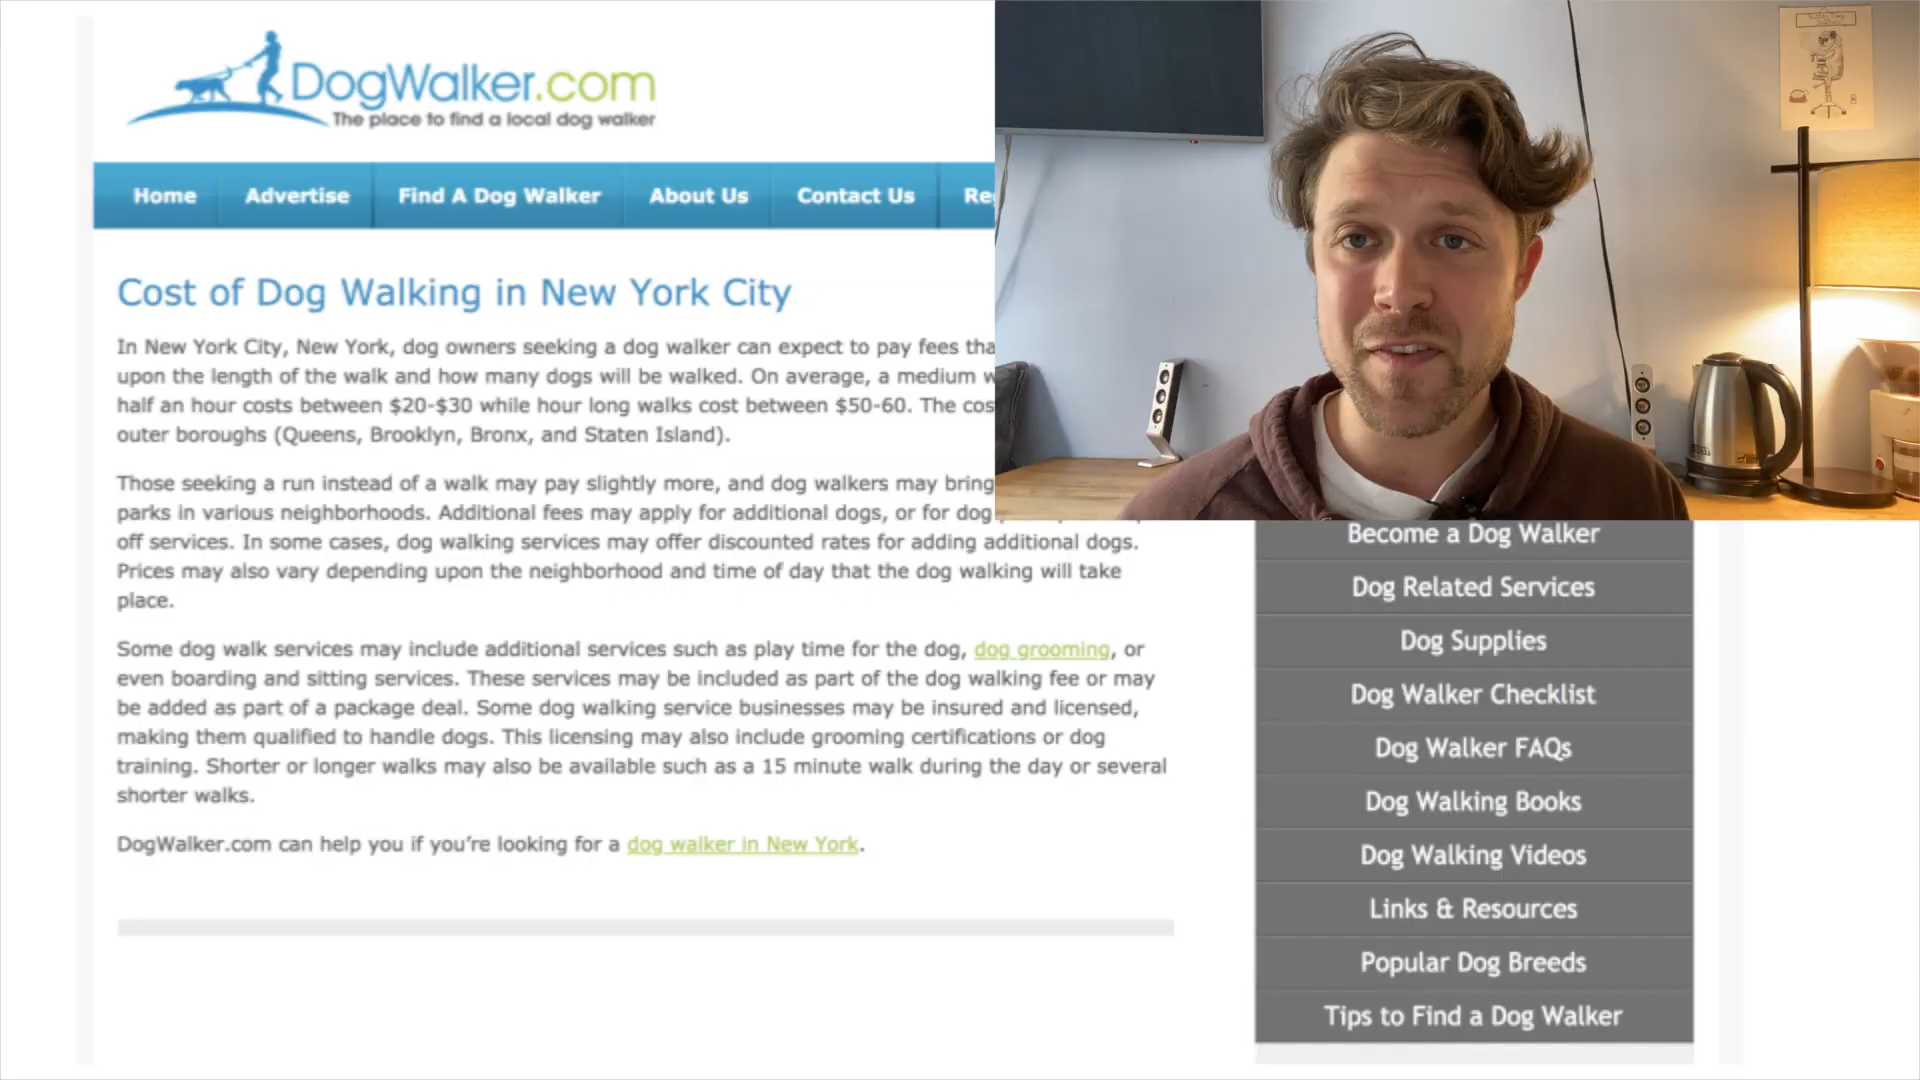 DogWalker.com
The place to find a local dog walker
Home Advertise Find A Dog Walker About Us Contact Us
Cost of Dog Walking in New York City
In New York City, New York, dog owners seeking a dog walker can expect to pay fees
upon the length of the walk and how many dogs will be walked. On average, a medium
half an hour costs between $20-$30 while hour long walks cost between $50-60. The
outer boroughs (Queens, Brooklyn, Bronx, and Staten Island).
Those seeking a run instead of a walk may pay slightly more, and dog walkers may bring
parks in various neighborhoods. Additional fees may apply for additional dogs, or for dog
off services. In some cases, dog walking services may offer discounted rates for adding additional dogs.
Prices may also vary depending upon the neighborhood and time of day that the dog walking will take
place.
Some dog walk services may include additional services such as play time for the dog, dog grooming, or
even boarding and sitting services. These services may be included as part of the dog walking fee or may
be added as part of a package deal. Some dog walking service businesses may be insured and licensed,
making them qualified to handle dogs. This licensing may also include grooming certifications or dog
training. Shorter or longer walks may also be available such as a 15 minute walk during the day or several
shorter walks.
DogWalker.com can help you if you're looking for a dog walker in New York.
Become a Dog Walker
Dog Related Services
Dog Supplies
Dog Walker Checklist
Dog Walker FAQs
Dog Walking Books
Dog Walking Videos
Links & Resources
Popular Dog Breeds
Tips to Find a Dog Walker